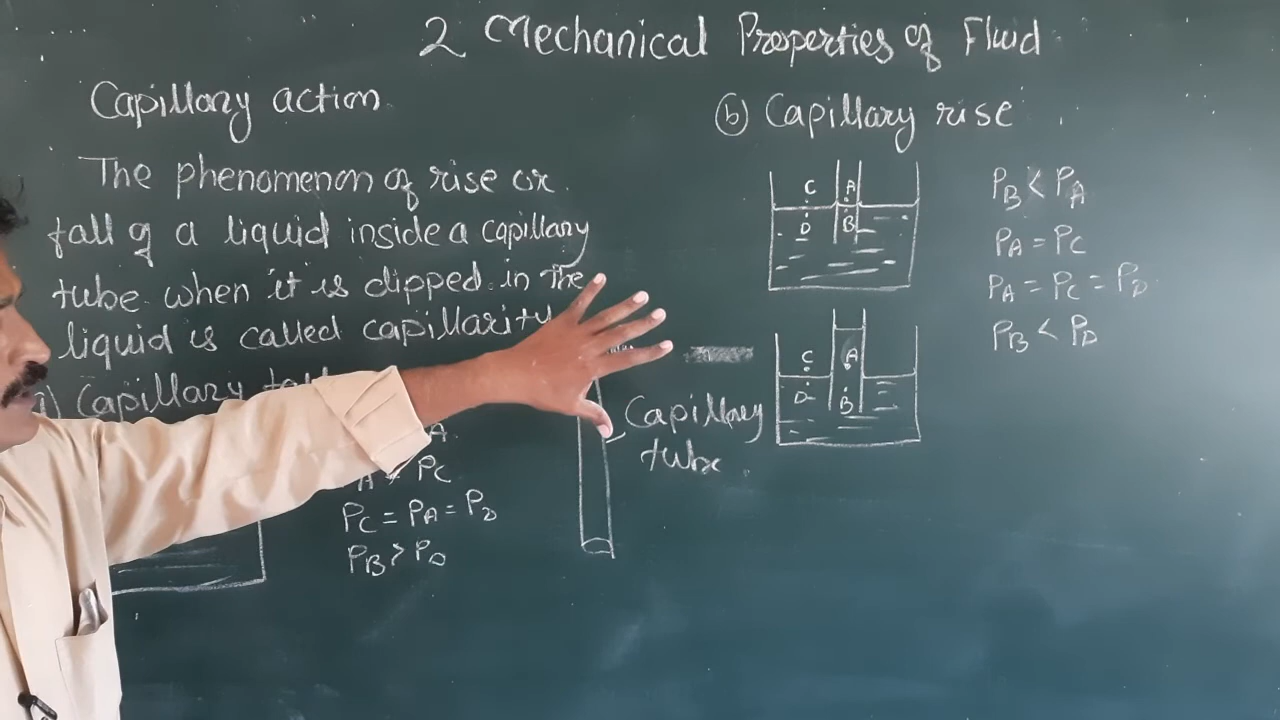 2 Mechanical Properties of Fluid
Capillary action
The phenomenon of rise or
fall of a liquid inside a capillary
tube when it is dipped in the
liquid is called capillarity
) Capillary
A
A PC
PC = PA = PD
PB > PD
Capillary
tube
(b) Capillary rise
C A
D B
C A
D B
PB < PA
PA = PC
PA = PC = PD
PB < PD